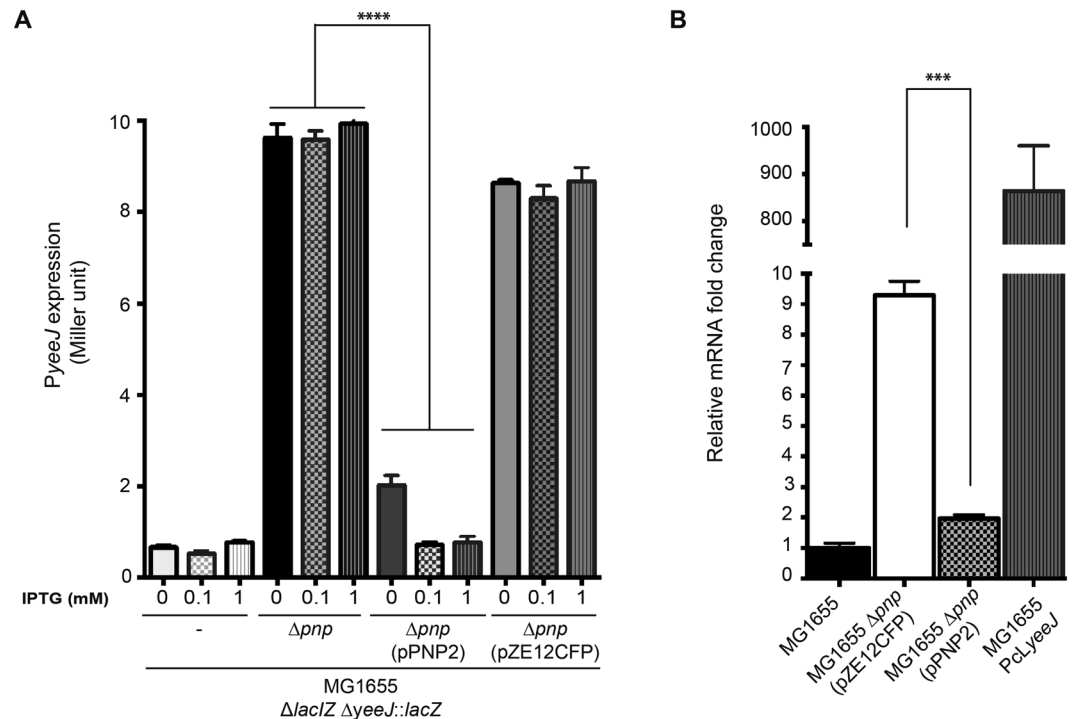 A
****
10
8
6
4
2
0
PyeeJ expression
(Miller unit)
IPTG (mM) 0 0.1 1 0 0.1 1 0 0.1 1 0 0.1 1
- Δpnp Δpnp Δpnp
(pPNP2) (pZE12CFP)
MG1655
ΔlacIZ ΔyeeJ::lacZ
B
***
1000
900
800
10
9
8
7
6
5
4
3
2
1
0
Relative mRNA fold change
MG1655
MG1655 Δpnp
(pZE12CFP)
MG1655 Δpnp
(pPNP2)
MG1655
PcLyeeJ